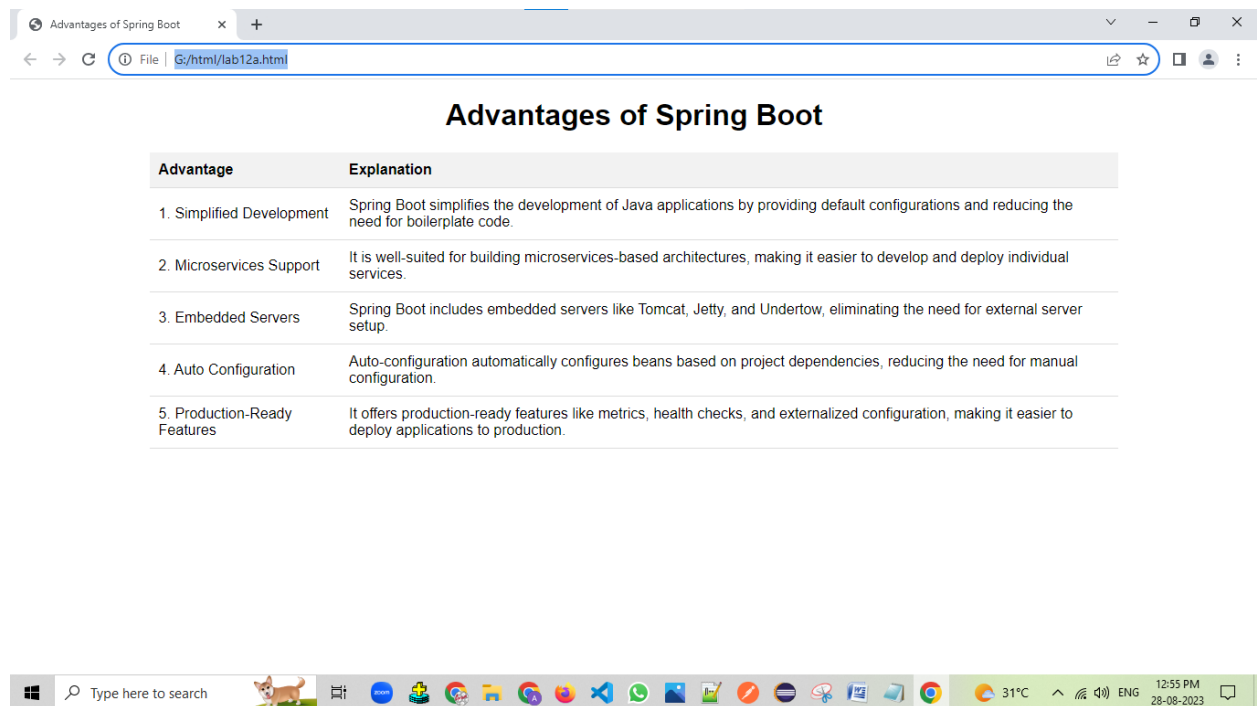 Advantages of Spring Boot
File
G:/html/lab12a.html
Advantages of Spring Boot
Advantage Explanation
1. Simplified Development
Spring Boot simplifies the development of Java applications by providing default configurations and reducing the
need for boilerplate code.
2. Microservices Support
It is well-suited for building microservices-based architectures, making it easier to develop and deploy individual
services.
3. Embedded Servers
Spring Boot includes embedded servers like Tomcat, Jetty, and Undertow, eliminating the need for external server
setup.
4. Auto Configuration
Auto-configuration automatically configures beans based on project dependencies, reducing the need for manual
configuration.
5. Production-Ready
Features
It offers production-ready features like metrics, health checks, and externalized configuration, making it easier to
deploy applications to production.
Type here to search
zoom
31°C
ENG
12:55 PM
28-08-2023